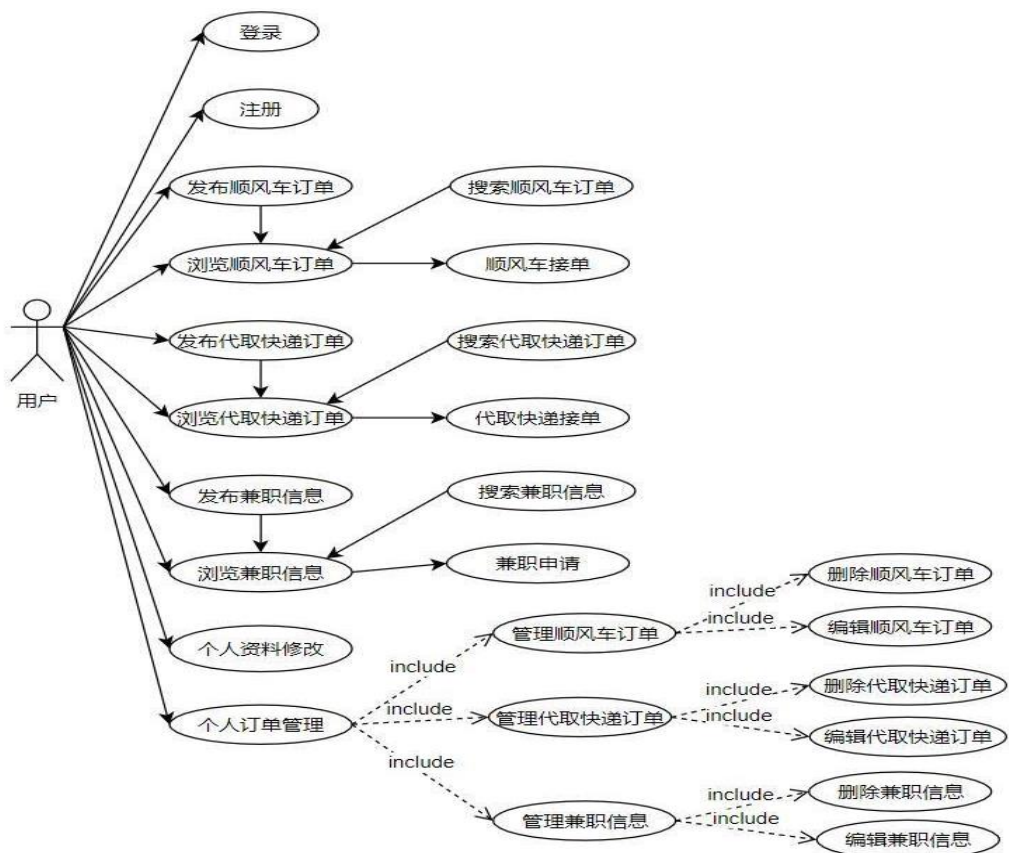 登录
注册
发布顺风车订单
搜索顺风车订单
浏览顺风车订单
顺风车接单
用户
发布代取快递订单
搜索代取快递订单
浏览代取快递订单
代取快递接单
发布兼职信息
搜索兼职信息
浏览兼职信息
兼职申请
个人资料修改
个人订单管理
include
管理顺风车订单
include
管理代取快递订单
include
管理兼职信息
include
删除顺风车订单
include
编辑顺风车订单
include
删除代取快递订单
include
编辑代取快递订单
include
删除兼职信息
include
编辑兼职信息